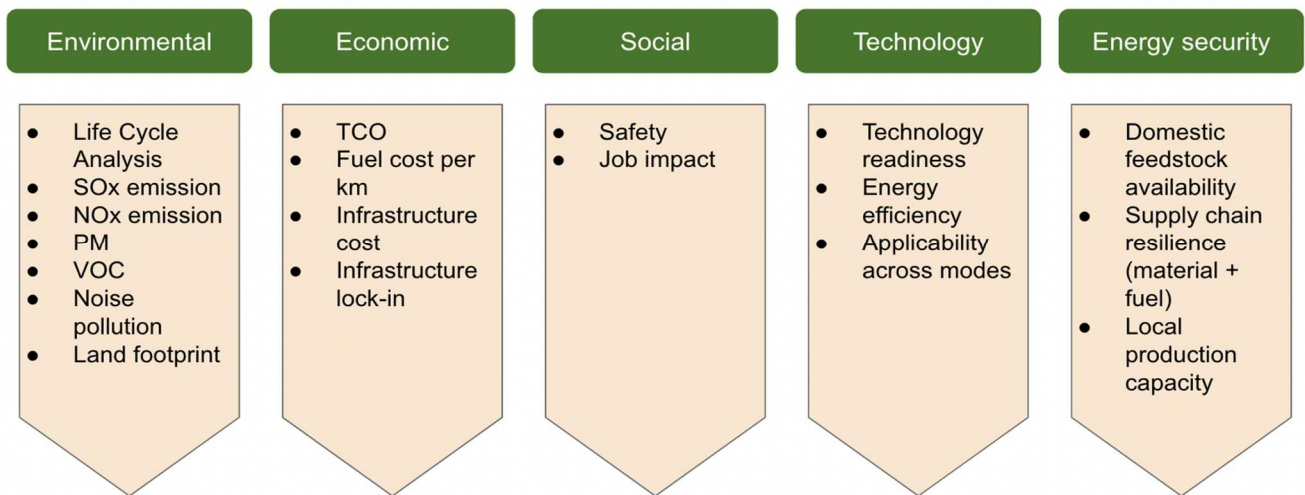 Environmental
● Life Cycle
Analysis
● SOx emission
● NOx emission
● PM
● VOC
● Noise
pollution
● Land footprint
Economic
● TCO
● Fuel cost per
km
● Infrastructure
cost
● Infrastructure
lock-in
Social
● Safety
● Job impact
Technology
● Technology
readiness
● Energy
efficiency
● Applicability
across modes
Energy security
● Domestic
feedstock
availability
● Supply chain
resilience
(material +
fuel)
● Local
production
capacity